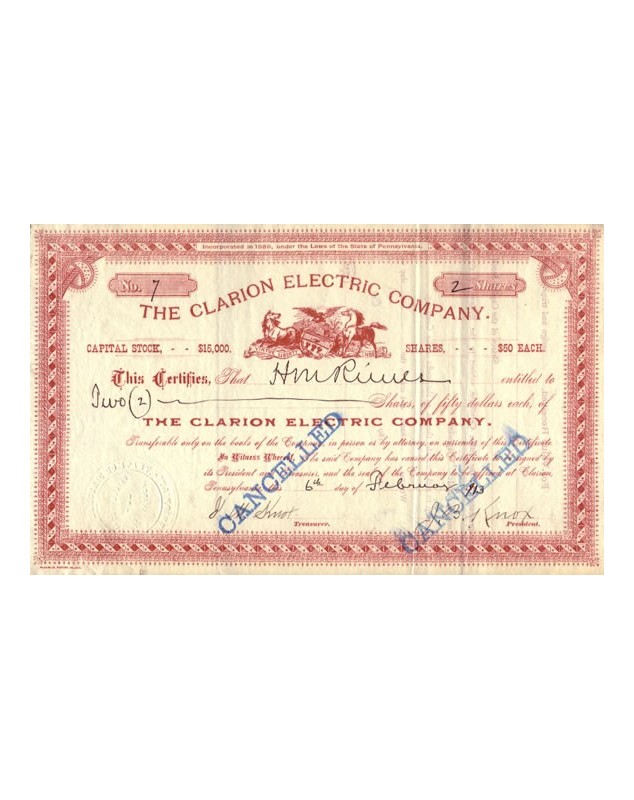 Incorporated in 1886, under the Laws of the State of Pennsylvania.
No. 7
2 Shares
THE CLARION ELECTRIC COMPANY.
CAPITAL STOCK, - - $15,000.
SHARES, - - $50 EACH.
This Certifies, That entitled to
Two (2) Shares, of fifty dollars each, of
THE CLARION ELECTRIC COMPANY.
Transferable only on the books of the Company, in person or by attorney, on surrender of this Certificate.
In Witness Whereof, the said Company has caused this Certificate to be signed by
its President and Treasurer, and the seal of the Company to be affixed at Clarion,
Pennsylvania, this 6th day of February
Knox
Treasurer.
President.
CANCELLED
CANCELLED